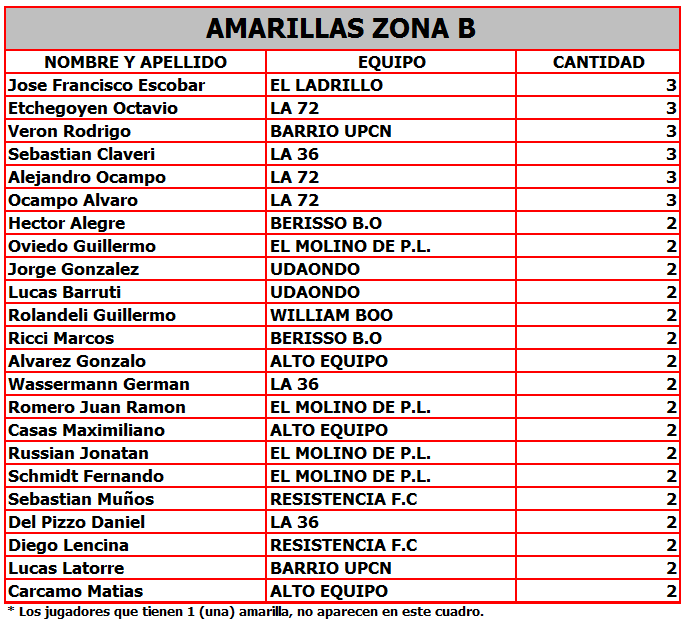 AMARILLAS ZONA B
NOMBRE Y APELLIDO EQUIPO CANTIDAD
Jose Francisco Escobar EL LADRILLO 3
Etchegoyen Octavio LA 72 3
Veron Rodrigo BARRIO UPCN 3
Sebastian Claveri LA 36 3
Alejandro Ocampo LA 72 3
Ocampo Alvaro LA 72 3
Hector Alegre BERISSO B.O 2
Oviedo Guillermo EL MOLINO DE P.L. 2
Jorge Gonzalez UDAONDO 2
Lucas Barruti UDAONDO 2
Rolandeli Guillermo WILLIAM BOO 2
Ricci Marcos BERISSO B.O 2
Alvarez Gonzalo ALTO EQUIPO 2
Wassermann German LA 36 2
Romero Juan Ramon EL MOLINO DE P.L. 2
Casas Maximiliano ALTO EQUIPO 2
Russian Jonatan EL MOLINO DE P.L. 2
Schmidt Fernando EL MOLINO DE P.L. 2
Sebastian Muños RESISTENCIA F.C 2
Del Pizzo Daniel LA 36 2
Diego Lencina RESISTENCIA F.C 2
Lucas Latorre BARRIO UPCN 2
Carcamo Matias ALTO EQUIPO 2
* Los jugadores que tienen 1 (una) amarilla, no aparecen en este cuadro.